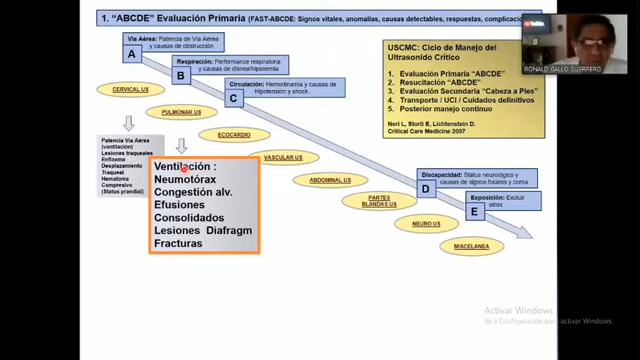 1. “ABCDE” Evaluación Primaria (FAST-ABCDE: Signos vitales, anomalías, causas detectables, respuestas, complicacio
Vía Aérea: Patencia de Vía Aérea
y causas de obstrucción
A
Respiración: Performance respiratoria
y causas de disnea/hipoxemia
B
Circulación: Hemodinamia y causas de
Hipotensión y shock.
C
USCMC: Ciclo de Manejo del
Ultrasonido Crítico
1. Evaluación Primaria “ABCDE”
2. Resucitación “ABCDE”
3. Evaluación Secundaria “Cabeza a Pies”
4. Transporte / UCI / Cuidados definitivos
5. Posterior manejo continuo
Neri L, Storti E, Lichtenstein D.
Critical Care Medicine 2007
RONALD GALLO GUERRERO
CERVICAL US
PULMONAR US
ECOCARDIO
VASCULAR US
ABDOMINAL US
PARTES
BLANDAS US
NEURO US
MISCELANEA
Patencia Vía Aérea
(ventilación)
Lesiones traqueales
Enfisema
Desplazamiento
Traqueal
Hematoma
Compresivo
(Status prandial)
Ventilación :
Neumotórax
Congestión alv.
Efusiones
Consolidados
Lesiones Diafragm
Fracturas
Discapacidad: Status neurológico y
causas de signos focales y coma
D
Exposición: Excluir
otros
E
Activar Windows
Ve a Configuración para activar Windows.